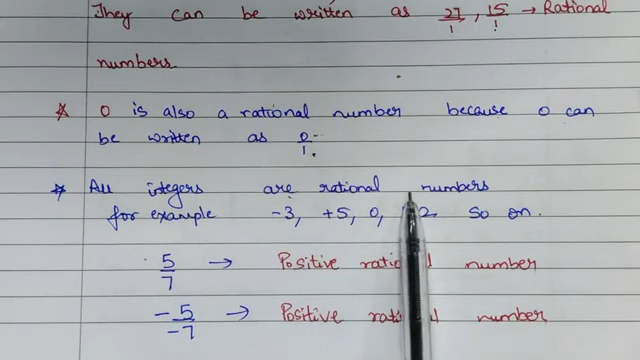 They can be written as 27/1, 15/1 → Rational
numbers.
* 0 is also a rational number because 0 can
be written as 0/1.
* All integers are rational numbers
for example -3, +5, 0, 2 so on.
5/7 → Positive rational number
-5/-7 → Positive rational number